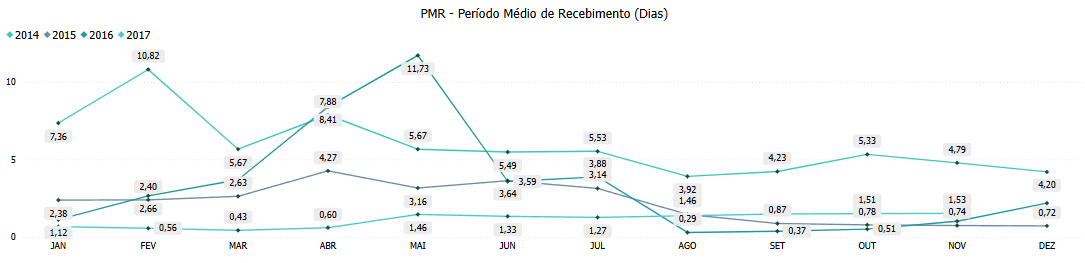 PMR - Período Médio de Recebimento (Dias)
2014 2015 2016 2017
10
5
0
7,36 10,82 5,67 7,88 5,67 5,49 5,53 3,92 4,23 5,33 4,79 4,20
2,38 2,40 2,63 4,27 3,16 3,59 3,14 1,46 0,87 0,78 0,74 0,72
1,12 2,66 8,41 11,73 3,64 3,88 0,29 0,37 0,51
0,56 0,43 0,60 1,46 1,33 1,27 1,51 1,53
JAN FEV MAR ABR MAI JUN JUL AGO SET OUT NOV DEZ